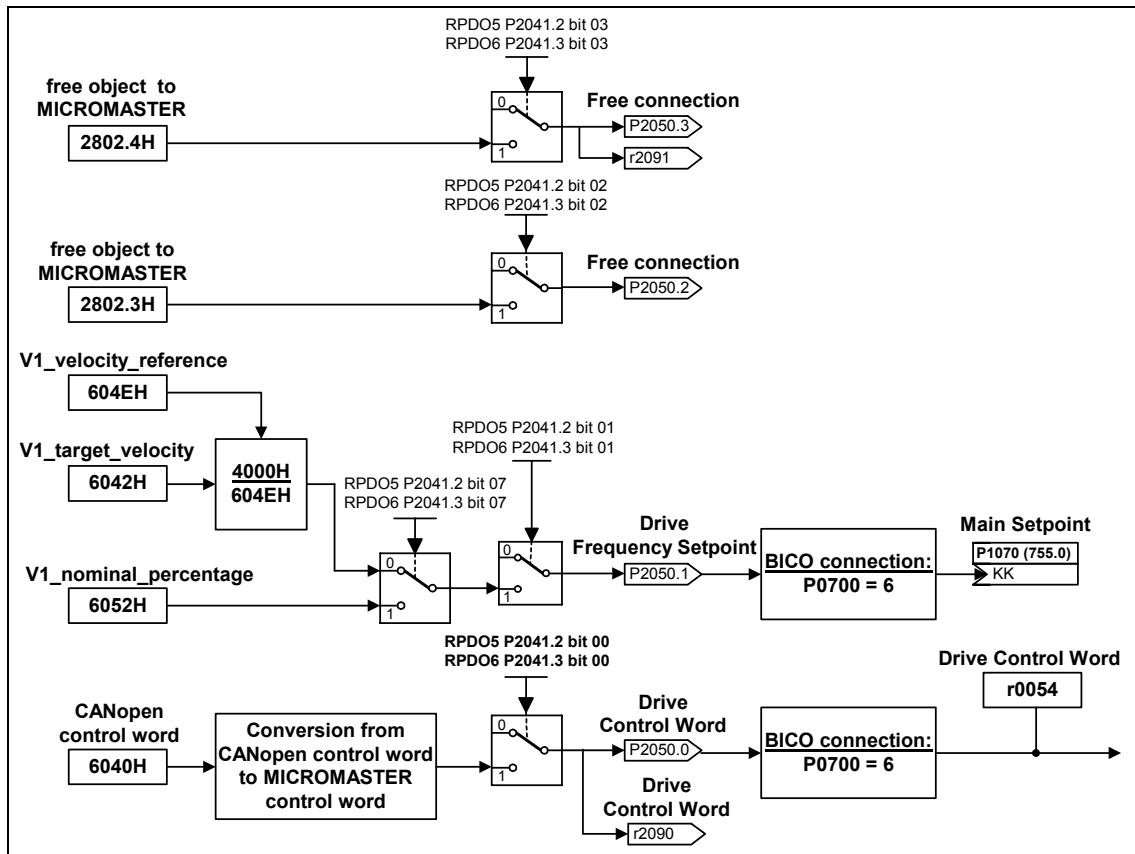 RPDO5 P2041.2 bit 03
RPDO6 P2041.3 bit 03
free object to
MICROMASTER
2802.4H
0
1
Free connection
P2050.3
r2091
RPDO5 P2041.2 bit 02
RPDO6 P2041.3 bit 02
free object to
MICROMASTER
2802.3H
0
1
Free connection
P2050.2
V1_velocity_reference
604EH
V1_target_velocity
6042H
4000H
604EH
RPDO5 P2041.2 bit 07
RPDO6 P2041.3 bit 07
RPDO5 P2041.2 bit 01
RPDO6 P2041.3 bit 01
V1_nominal_percentage
6052H
0
1
0
1
Drive
Frequency Setpoint
P2050.1
BICO connection:
P0700 = 6
Main Setpoint
P1070 (755.0)
KK
RPDO5 P2041.2 bit 00
RPDO6 P2041.3 bit 00
CANopen
control word
6040H
Conversion from
CANopen control word
to MICROMASTER
control word
0
1
Drive
Control Word
P2050.0
Drive
Control Word
r2090
BICO connection:
P0700 = 6
Drive Control Word
r0054